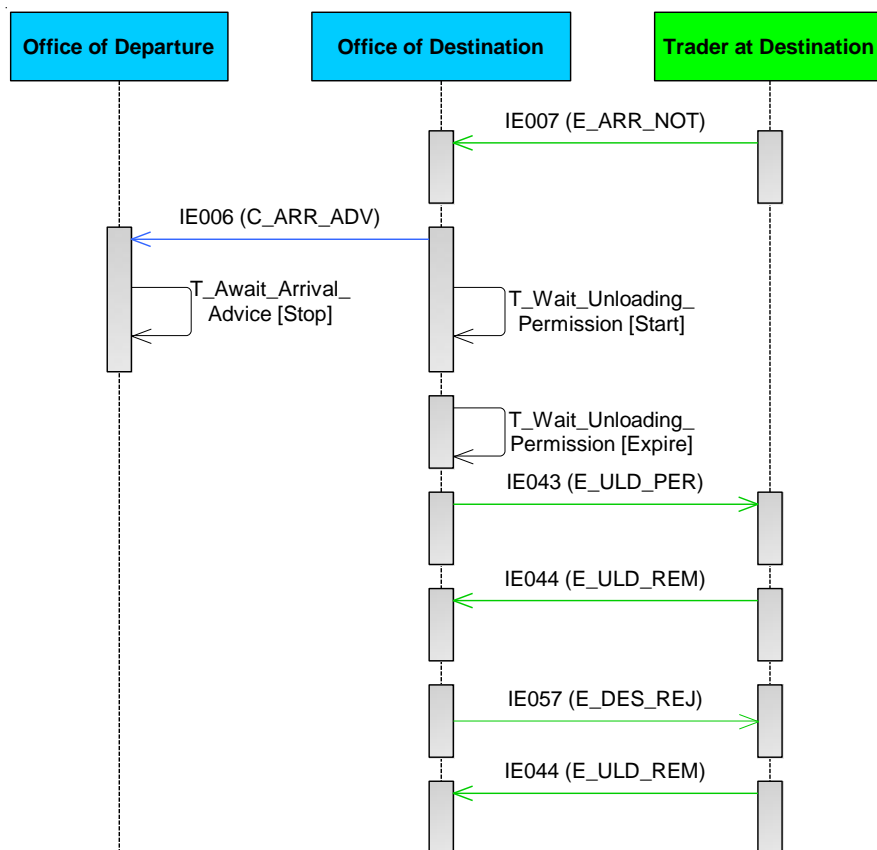 Office of Departure
Office of Destination
Trader at Destination
IE007 (E_ARR_NOT)
IE006 (C_ARR_ADV)
T_Await_Arrival_
Advice [Stop]
T_Wait_Unloading_
Permission [Start]
T_Wait_Unloading_
Permission [Expire]
IE043 (E_ULD_PER)
IE044 (E_ULD_REM)
IE057 (E_DES_REJ)
IE044 (E_ULD_REM)